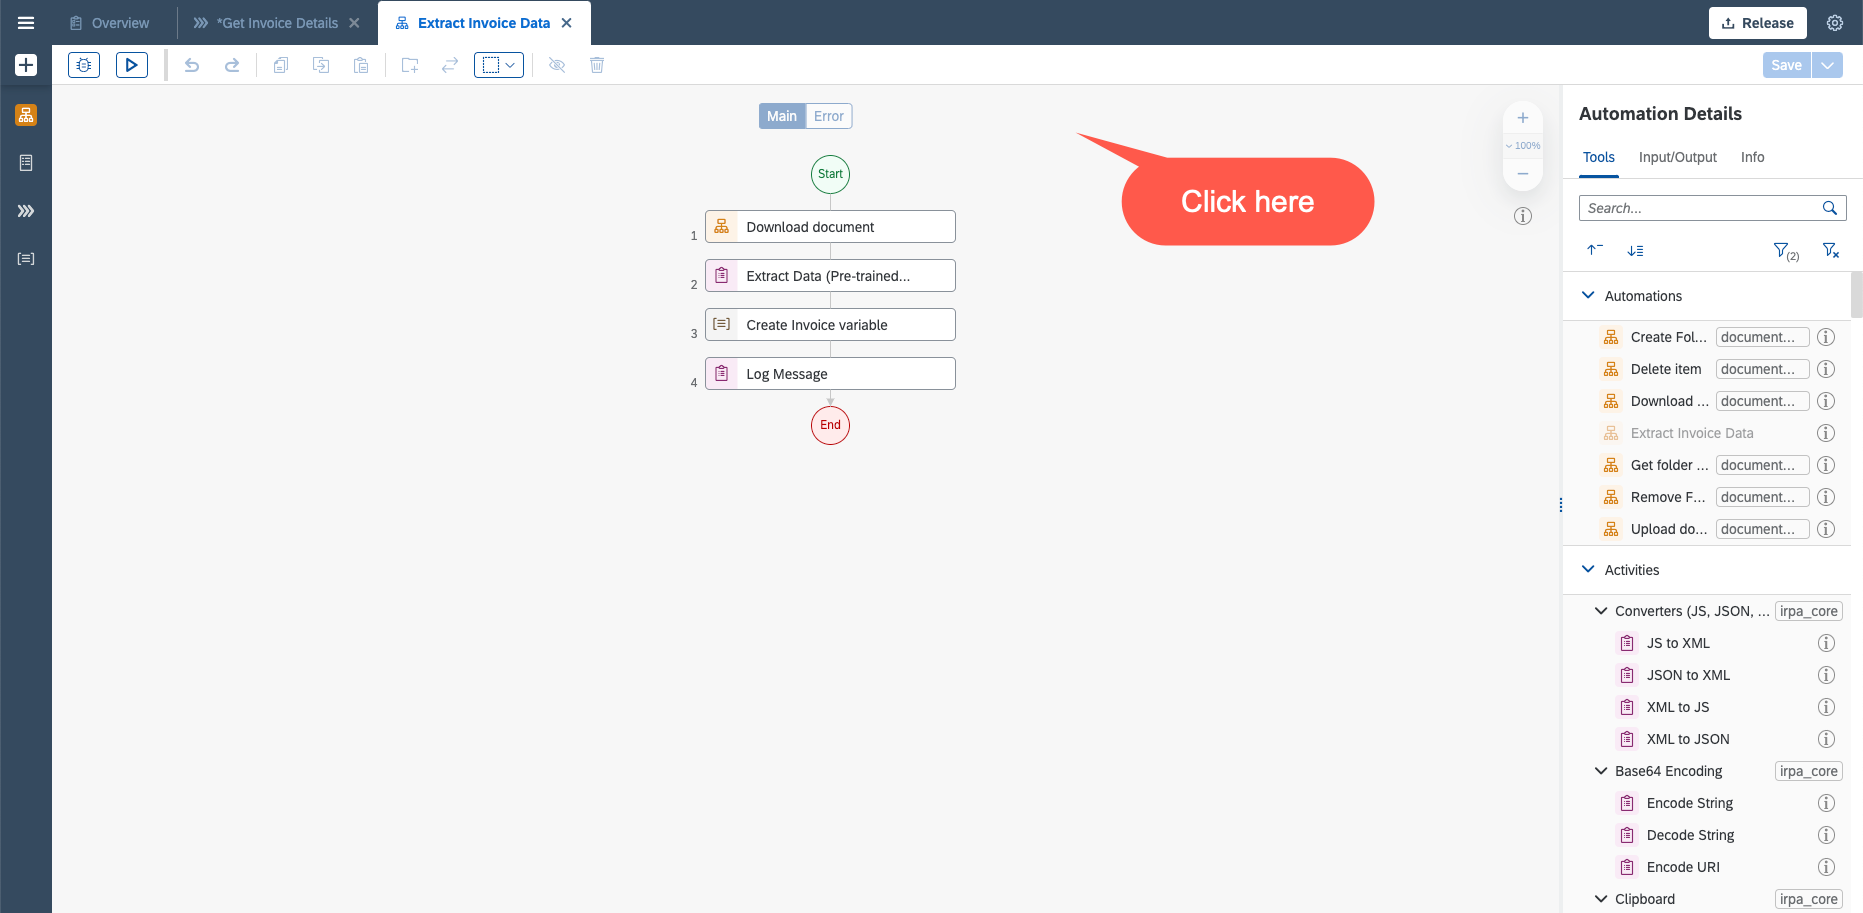 Overview
*Get Invoice Details
Extract Invoice Data
Release
Save
Main
Error
Start
1
Download document
2
Extract Data (Pre-trained...
3
Create Invoice variable
4
Log Message
End
Click here
100%
Automation Details
Tools
Input/Output
Info
Search...
(2)
Automations
Create Fol... document...
Delete item document...
Download ... document...
Extract Invoice Data
Get folder ... document...
Remove F... document...
Upload do... document...
Activities
Converters (JS, JSON, ... irpa_core
JS to XML
JSON to XML
XML to JS
XML to JSON
Base64 Encoding irpa_core
Encode String
Decode String
Encode URI
Clipboard irpa_core